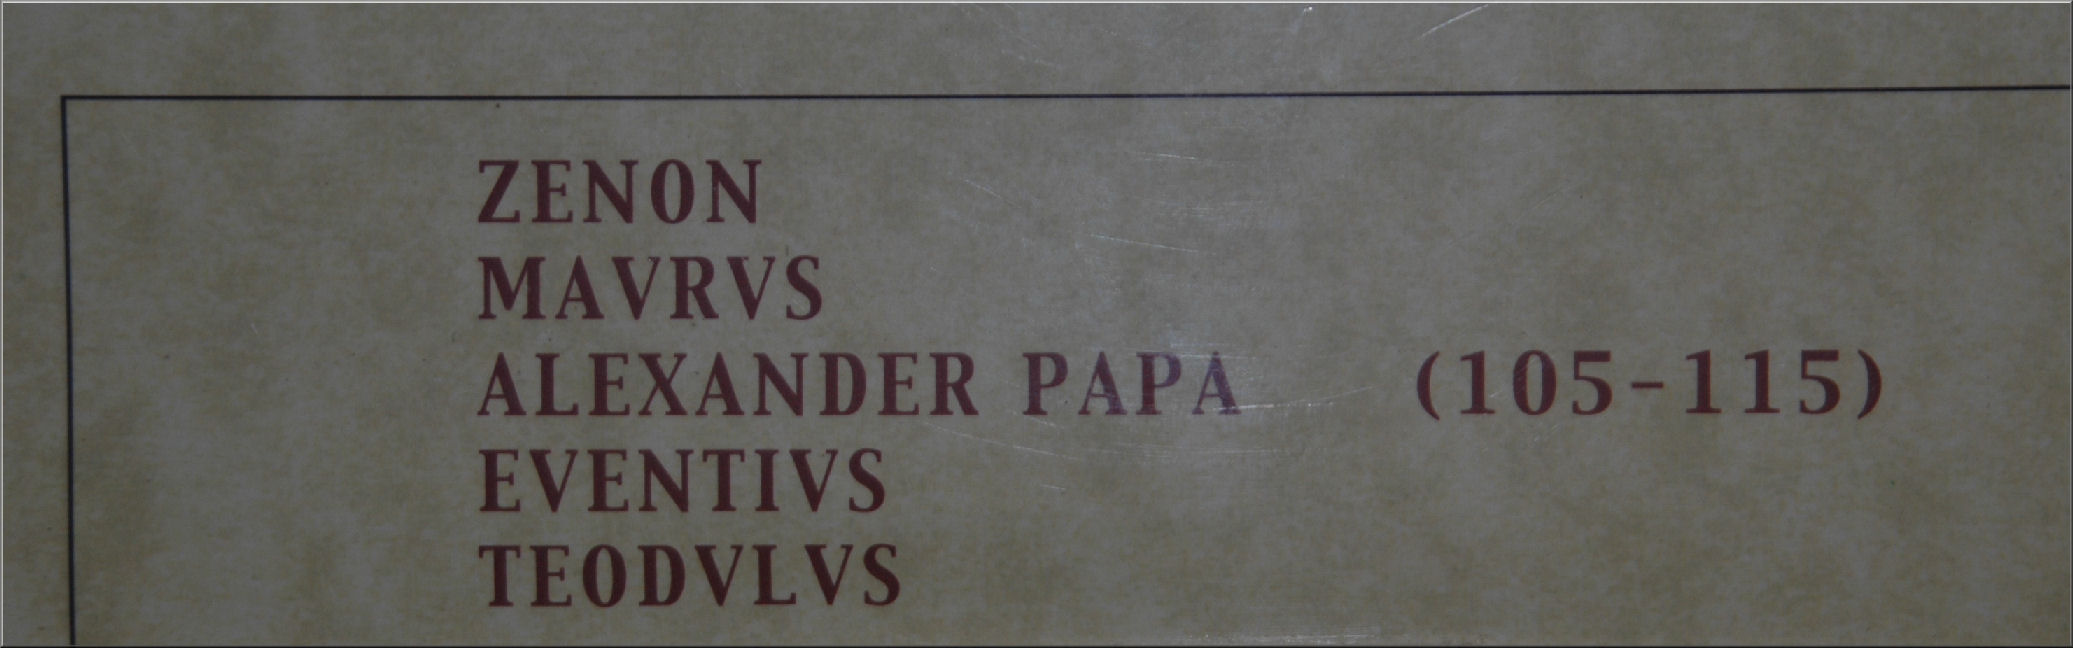 ZENON
MAVRVS
ALEXANDER PAPA (105-115)
EVENTIVS
TEODVLVS